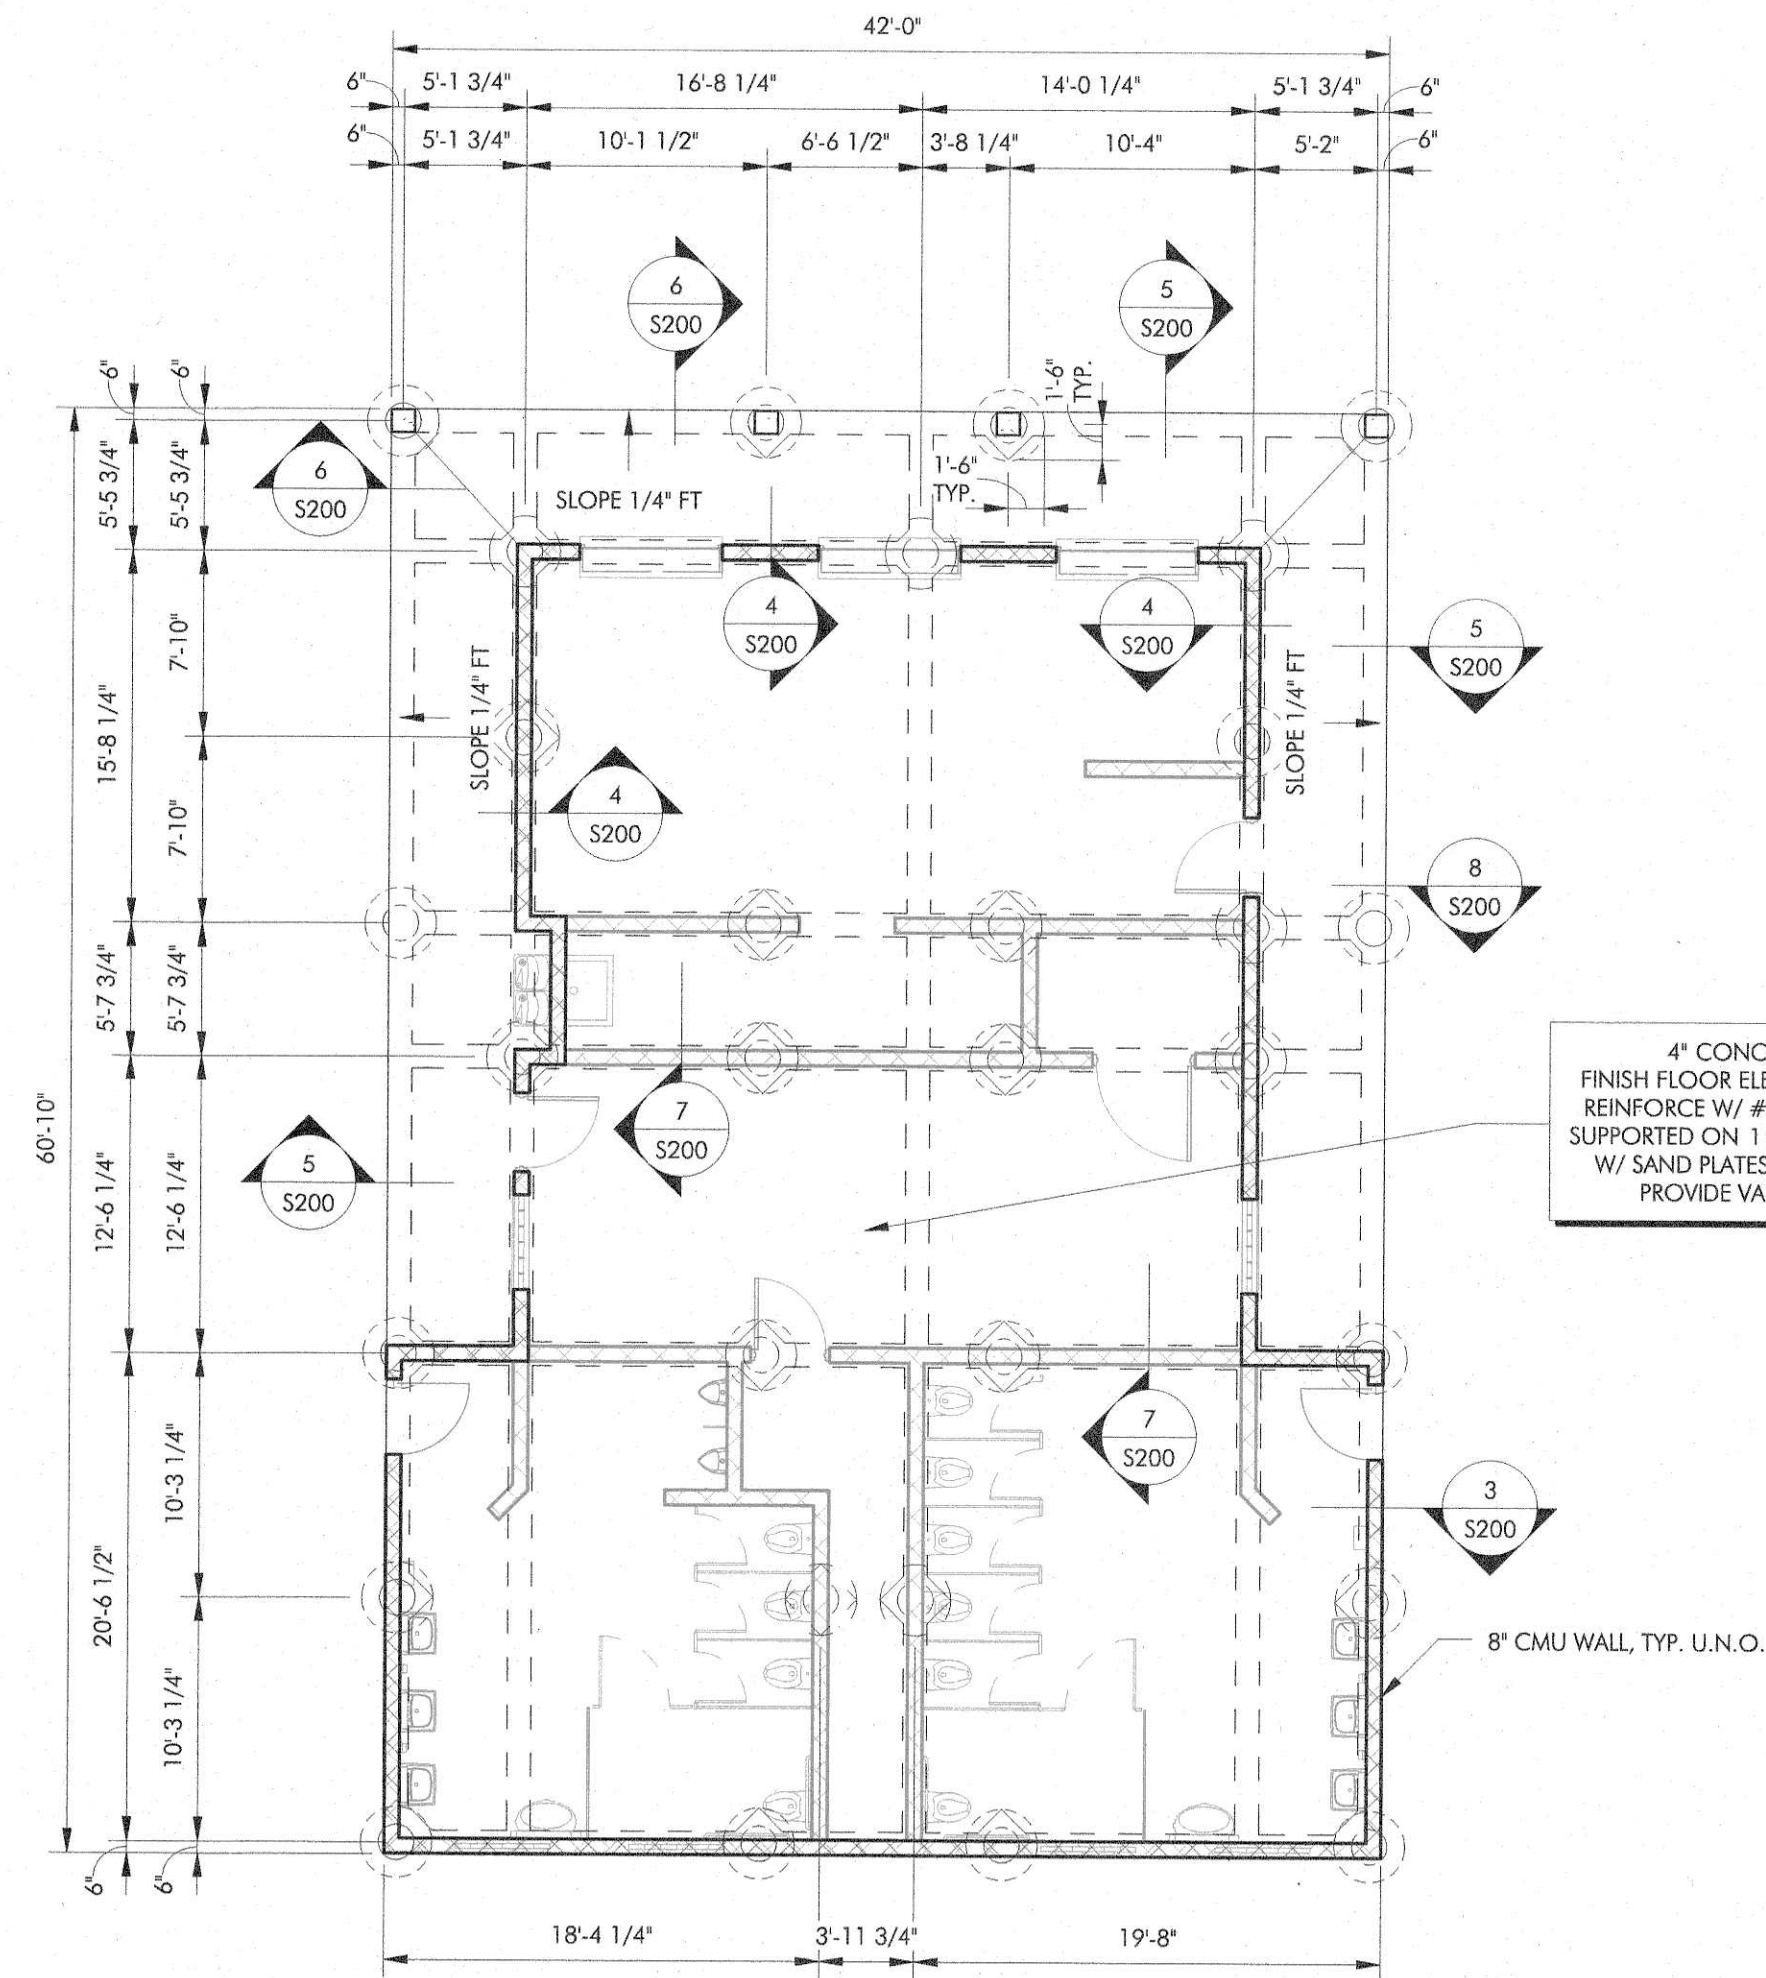 42'-0"
6" 5'-1 3/4" 16'-8 1/4" 14'-0 1/4" 5'-1 3/4" 6"
6" 5'-1 3/4" 10'-1 1/2" 6'-6 1/2" 3'-8 1/4" 10'-4" 5'-2" 6"
6
S200
5
S200
6" 6"
1'-6"
TYP.
5'-5 3/4" 5'-5 3/4"
6
S200
1'-6"
TYP.
SLOPE 1/4" FT
4
S200
4
S200
5
S200
7'-10"
SLOPE 1/4" FT
SLOPE 1/4" FT
15'-8 1/4"
7'-10"
4
S200
8
S200
5'-7 3/4" 5'-7 3/4"
4" CONC
FINISH FLOOR ELE
REINFORCE W/ #
SUPPORTED ON 1
W/ SAND PLATES
PROVIDE VA
60'-10"
7
S200
5
S200
12'-6 1/4" 12'-6 1/4"
7
S200
10'-3 1/4"
3
S200
20'-6 1/2"
8" CMU WALL, TYP. U.N.O.
10'-3 1/4"
6" 6"
18'-4 1/4" 3'-11 3/4" 19'-8"